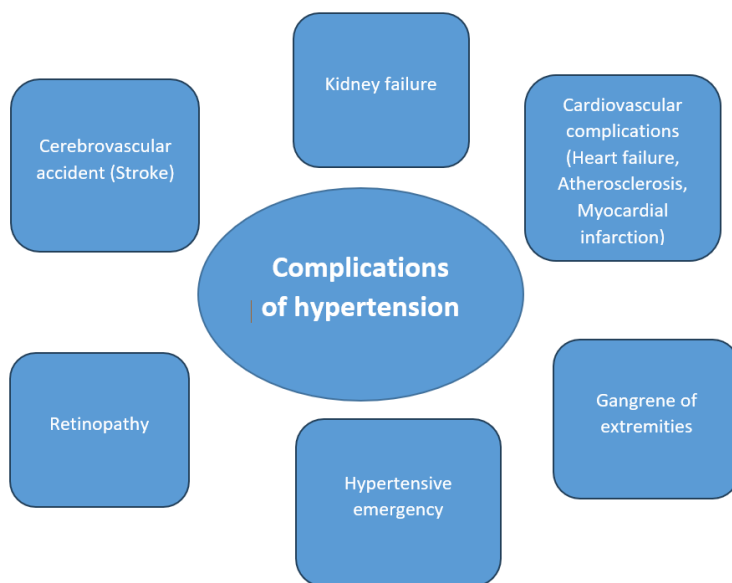 Kidney failure
Cardiovascular
complications
(Heart failure,
Atherosclerosis,
Myocardial
infarction)
Cerebrovascular
accident (Stroke)
Complications
of hypertension
Retinopathy
Gangrene of
extremities
Hypertensive
emergency